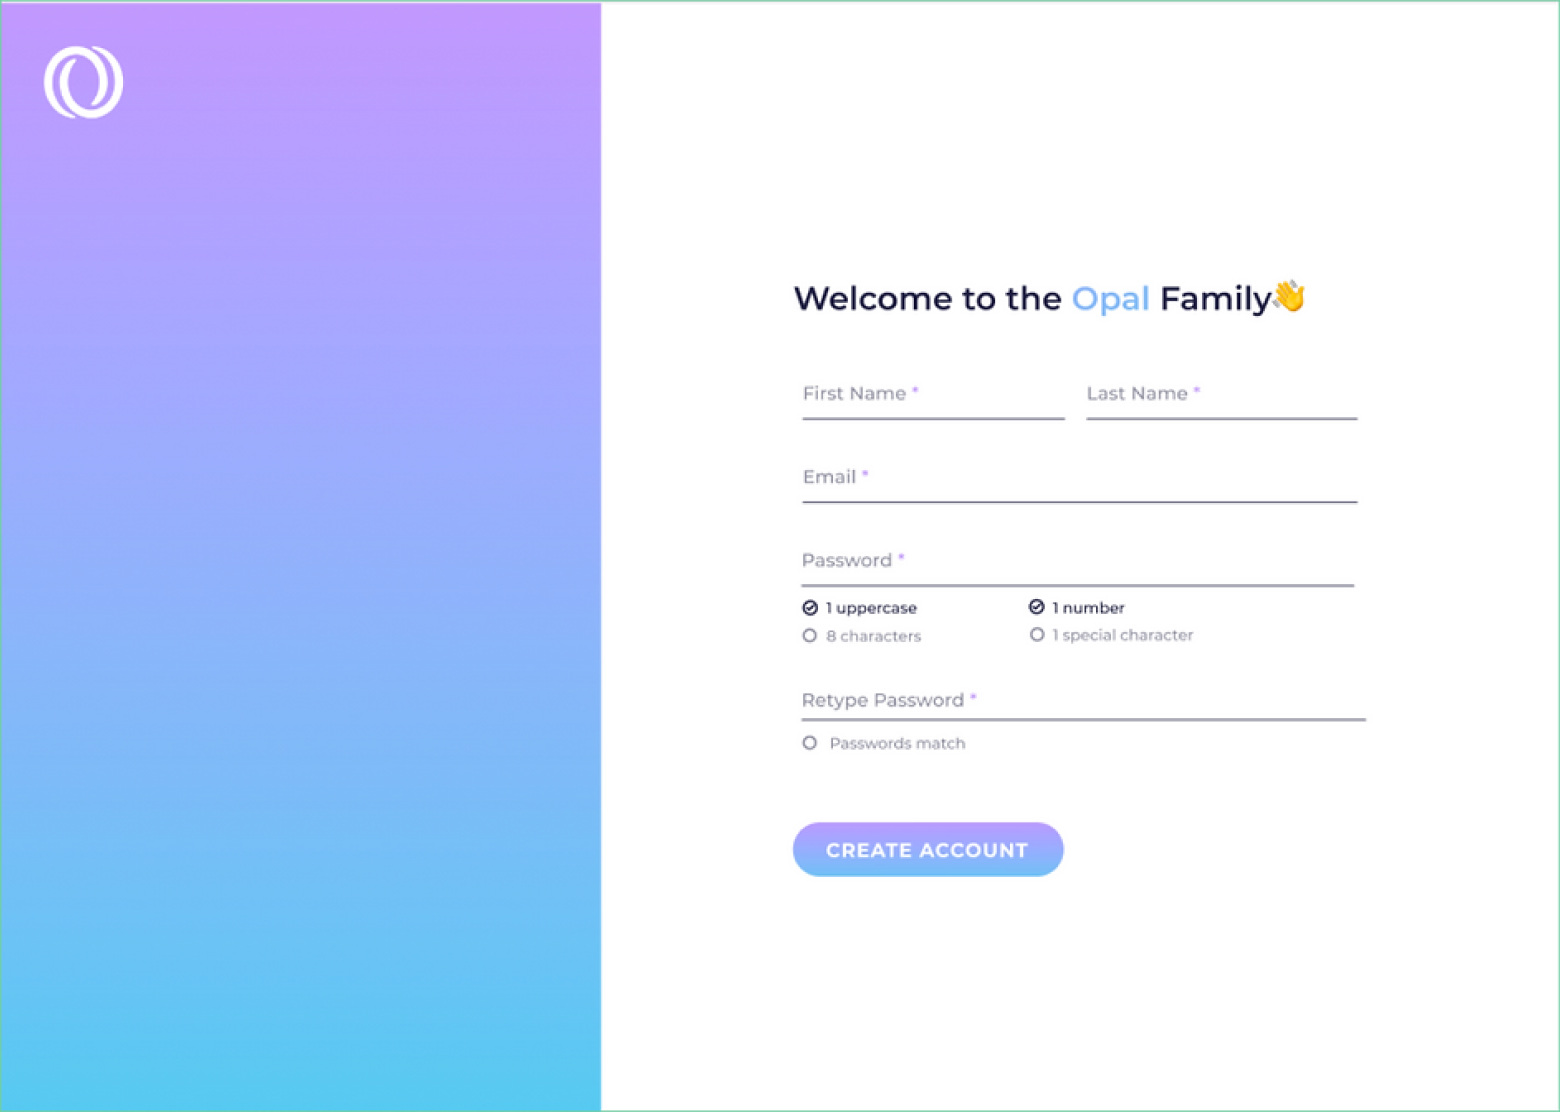 Welcome to the Opal Family👋
First Name * Last Name *
Email *
Password *
1 uppercase 1 number
8 characters 1 special character
Retype Password *
Passwords match
CREATE ACCOUNT